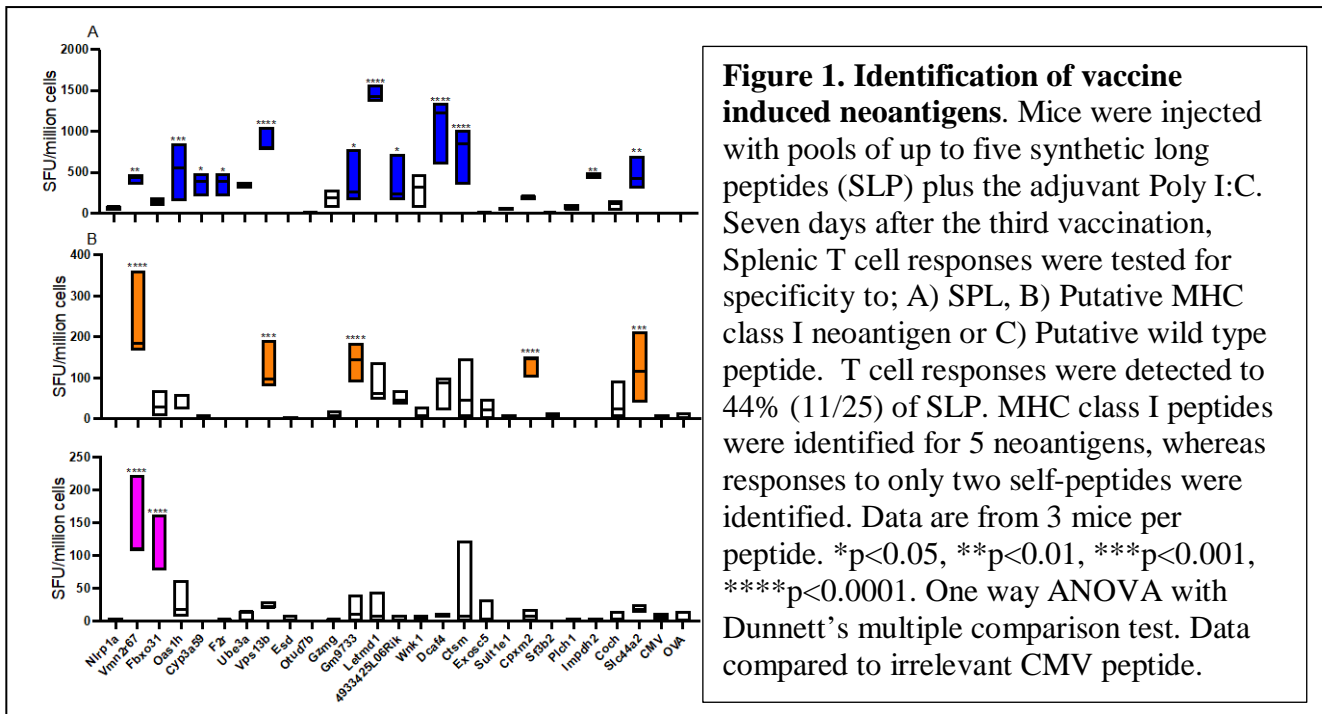 A
SFU/million cells
2000
1500
1000
500
0
** *** * * **** * **** * **** **** ** **
B
SFU/million cells
400
300
200
100
0
**** *** **** **** ***
SFU/million cells
250
200
150
100
50
0
**** ****
Nlrp1a
Vmn2r67
Fbxo31
Oas1h
Cyp3a59
F2r
Ube3a
Vps13b
Esd
Otud7b
Gzmg
Gm9733
Letmd1
4933425L06Rik
Wnk1
Dcaf4
Ctsm
Exosc5
Sult1e1
Cpxm2
Sf3b2
Plch1
Impdh2
Coch
Slc44a2
CMV
OVA
Figure 1. Identification of vaccine
induced neoantigens. Mice were injected
with pools of up to five synthetic long
peptides (SLP) plus the adjuvant Poly I:C.
Seven days after the third vaccination,
Splenic T cell responses were tested for
specificity to; A) SPL, B) Putative MHC
class I neoantigen or C) Putative wild type
peptide. T cell responses were detected to
44% (11/25) of SLP. MHC class I peptides
were identified for 5 neoantigens, whereas
responses to only two self-peptides were
identified. Data are from 3 mice per
peptide. *p<0.05, **p<0.01, ***p<0.001,
****p<0.0001. One way ANOVA with
Dunnett’s multiple comparison test. Data
compared to irrelevant CMV peptide.